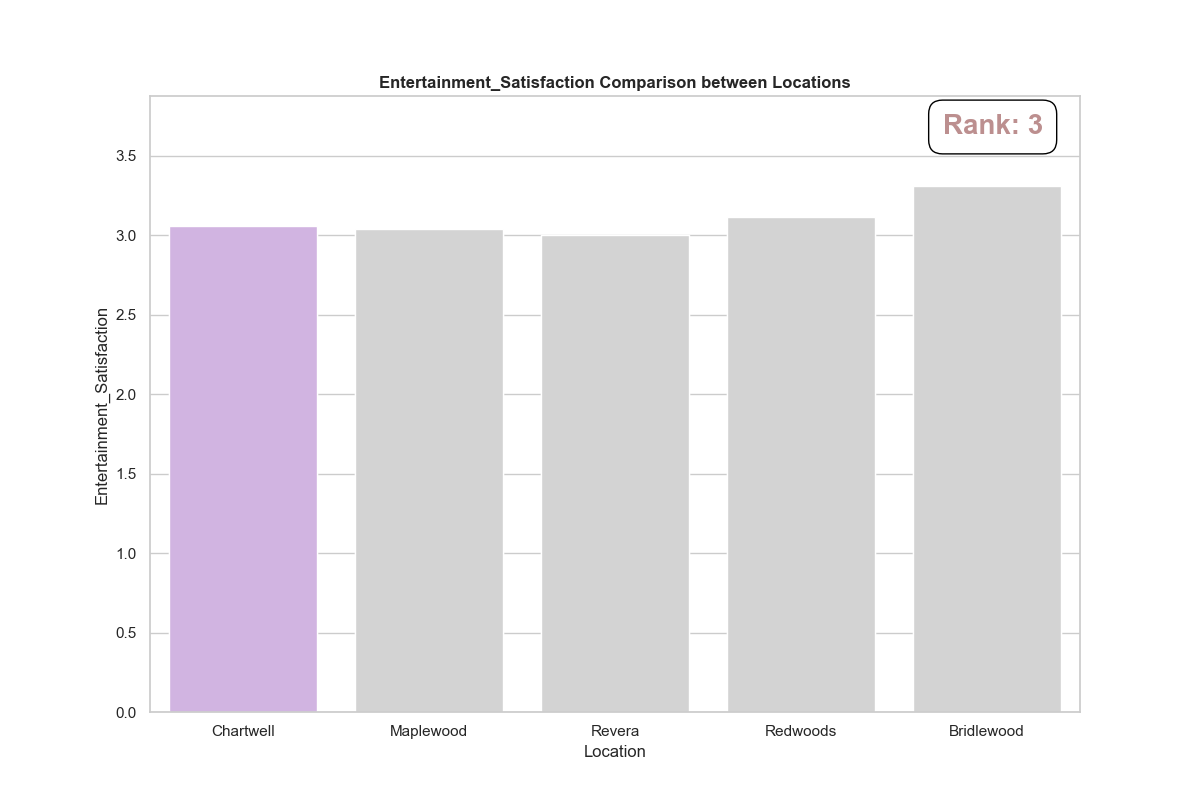 Entertainment_Satisfaction Comparison between Locations
Rank: 3
Entertainment_Satisfaction
3.5
3.0
2.5
2.0
1.5
1.0
0.5
0.0
Chartwell Maplewood Revera Redwoods Bridlewood
Location